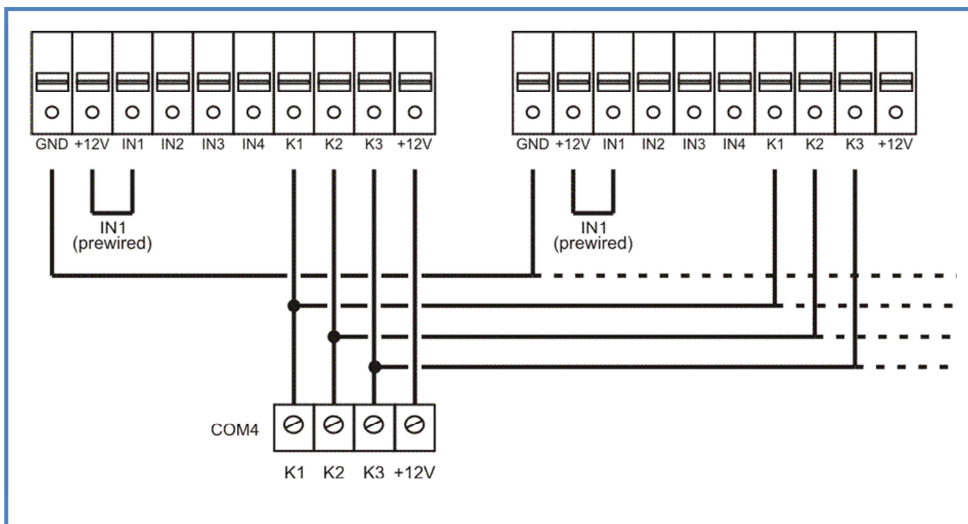 GND +12V IN1 IN2 IN3 IN4 K1 K2 K3 +12V
GND +12V IN1 IN2 IN3 IN4 K1 K2 K3 +12V
IN1
(prewired)
IN1
(prewired)
COM4
K1 K2 K3 +12V